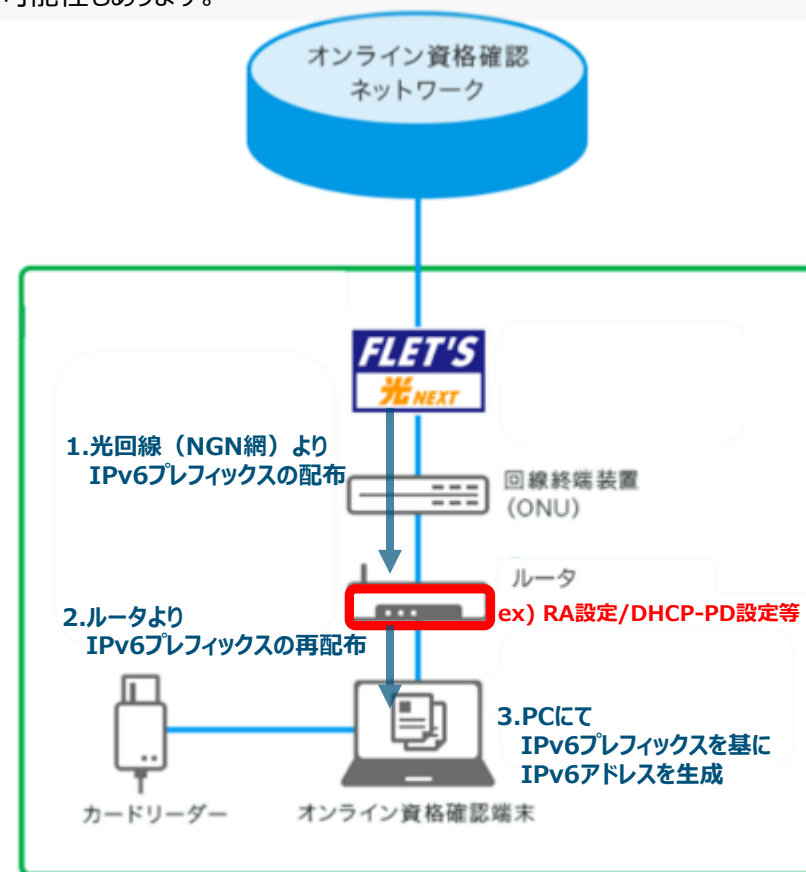 可能性もあります。
オンライン資格確認
ネットワーク
FLET'S
光 NEXT
1.光回線（NGN網）より
IPv6プレフィックスの配布
回線終端装置
(ONU)
ルータ
ex) RA設定/DHCP-PD設定等
2.ルータより
IPv6プレフィックスの再配布
3.PCにて
IPv6プレフィックスを基に
IPv6アドレスを生成
カードリーダー
オンライン資格確認端末